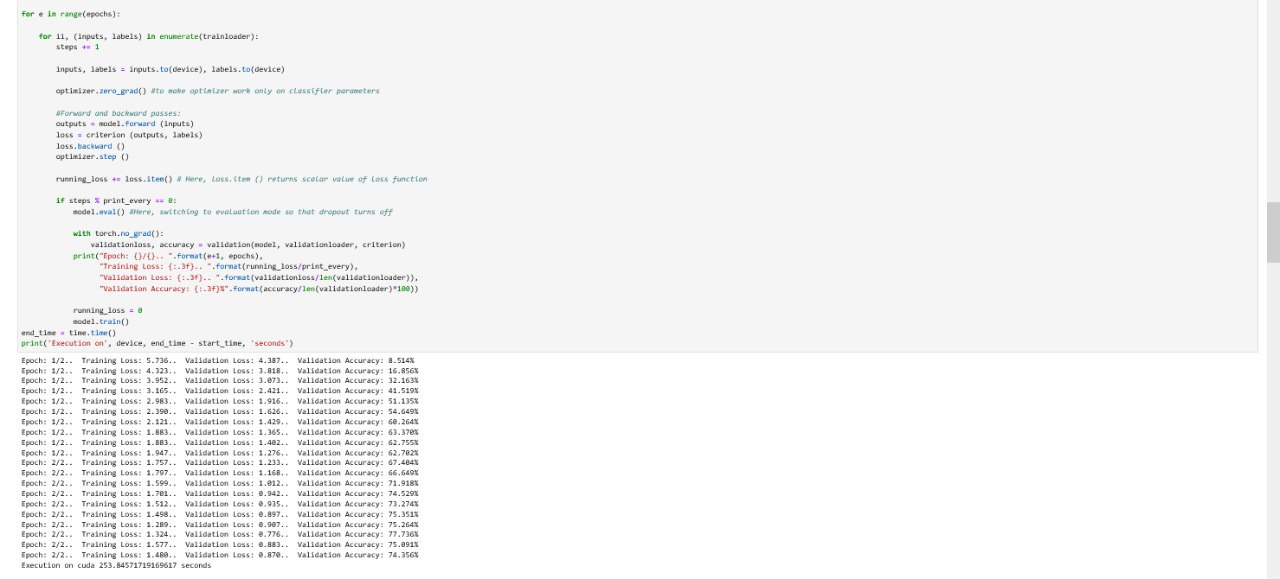 for e in range(epochs):
for ii, (inputs, labels) in enumerate(trainloader):
steps += 1
inputs, labels = inputs.to(device), labels.to(device)
optimizer.zero_grad() #to make optimizer work only on classifier parameters
#Forward and backward passes:
outputs = model.forward (inputs)
loss = criterion (outputs, labels)
loss.backward ()
optimizer.step ()
running_loss += loss.item() # Here, loss.item () returns scalar value of Loss function
if steps % print_every == 0:
model.eval() #Here, switching to evaluation mode so that dropout turns off
with torch.no_grad():
validationloss, accuracy = validation(model, validationloader, criterion)
print("Epoch: {}/{}.. ".format(e+1, epochs),
"Training Loss: {:.3f}.. ".format(running_loss/print_every),
"Validation Loss: {:.3f}.. ".format(validationloss/len(validationloader)),
"Validation Accuracy: {:.3f}%".format(accuracy/len(validationloader)*100))
running_loss = 0
model.train()
end_time = time.time()
print('Execution on', device, end_time - start_time, 'seconds')
Epoch: 1/2.. Training Loss: 5.736.. Validation Loss: 4.387.. Validation Accuracy: 8.514%
Epoch: 1/2.. Training Loss: 4.323.. Validation Loss: 3.818.. Validation Accuracy: 16.856%
Epoch: 1/2.. Training Loss: 3.952.. Validation Loss: 3.073.. Validation Accuracy: 32.163%
Epoch: 1/2.. Training Loss: 3.165.. Validation Loss: 2.421.. Validation Accuracy: 41.519%
Epoch: 1/2.. Training Loss: 2.983.. Validation Loss: 1.916.. Validation Accuracy: 51.135%
Epoch: 1/2.. Training Loss: 2.390.. Validation Loss: 1.626.. Validation Accuracy: 54.649%
Epoch: 1/2.. Training Loss: 2.121.. Validation Loss: 1.429.. Validation Accuracy: 60.264%
Epoch: 1/2.. Training Loss: 1.883.. Validation Loss: 1.365.. Validation Accuracy: 63.370%
Epoch: 1/2.. Training Loss: 1.883.. Validation Loss: 1.402.. Validation Accuracy: 62.755%
Epoch: 1/2.. Training Loss: 1.947.. Validation Loss: 1.276.. Validation Accuracy: 62.702%
Epoch: 2/2.. Training Loss: 1.757.. Validation Loss: 1.233.. Validation Accuracy: 67.404%
Epoch: 2/2.. Training Loss: 1.797.. Validation Loss: 1.168.. Validation Accuracy: 66.649%
Epoch: 2/2.. Training Loss: 1.599.. Validation Loss: 1.012.. Validation Accuracy: 71.918%
Epoch: 2/2.. Training Loss: 1.701.. Validation Loss: 0.942.. Validation Accuracy: 74.529%
Epoch: 2/2.. Training Loss: 1.512.. Validation Loss: 0.935.. Validation Accuracy: 73.274%
Epoch: 2/2.. Training Loss: 1.498.. Validation Loss: 0.897.. Validation Accuracy: 75.351%
Epoch: 2/2.. Training Loss: 1.289.. Validation Loss: 0.907.. Validation Accuracy: 75.264%
Epoch: 2/2.. Training Loss: 1.324.. Validation Loss: 0.776.. Validation Accuracy: 77.736%
Epoch: 2/2.. Training Loss: 1.577.. Validation Loss: 0.883.. Validation Accuracy: 75.091%
Epoch: 2/2.. Training Loss: 1.480.. Validation Loss: 0.870.. Validation Accuracy: 74.356%
Execution on cuda 253.84571719169617 seconds